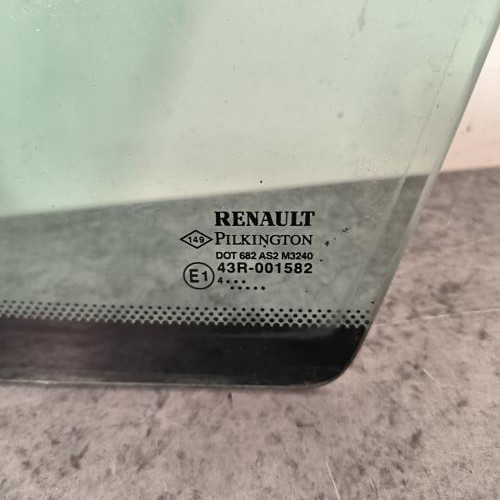 RENAULT
149 PILKINGTON
DOT 682 AS2 M3240
E1 43R-001582
4...
.....